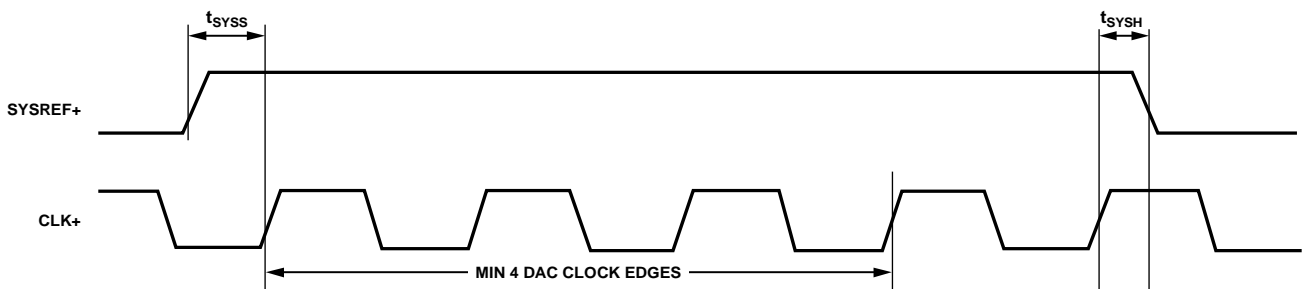 tSYSS
tSYSH
SYSREF+
CLK+
MIN 4 DAC CLOCK EDGES